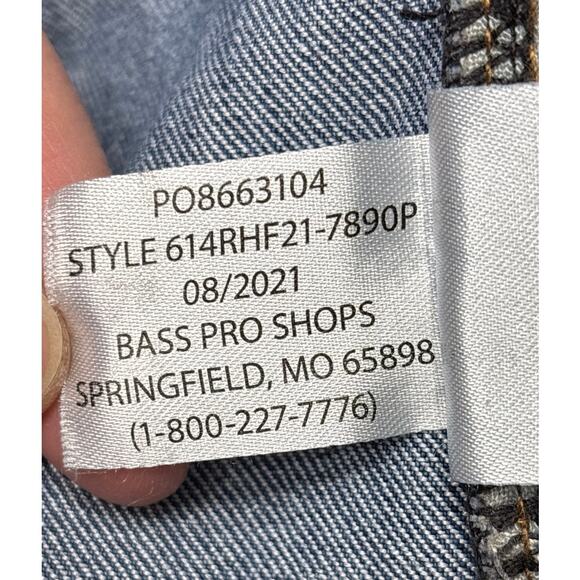 PO8663104
STYLE 614RHF21-7890P
08/2021
BASS PRO SHOPS
SPRINGFIELD, MO 65898
(1-800-227-7776)